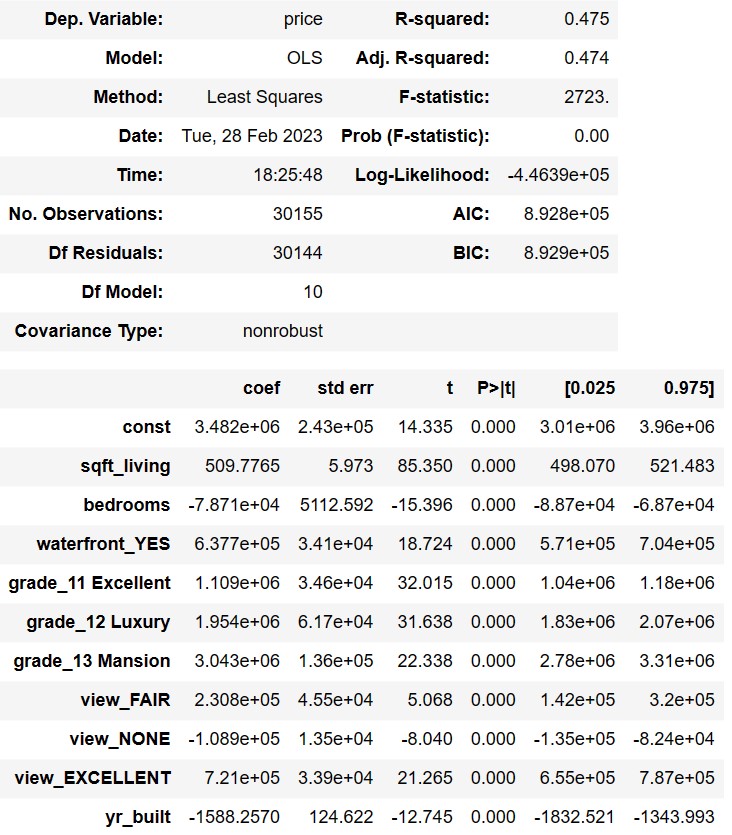 Dep. Variable: price R-squared: 0.475
Model: OLS Adj. R-squared: 0.474
Method: Least Squares F-statistic: 2723.
Date: Tue, 28 Feb 2023 Prob (F-statistic): 0.00
Time: 18:25:48 Log-Likelihood: -4.4639e+05
No. Observations: 30155 AIC: 8.928e+05
Df Residuals: 30144 BIC: 8.929e+05
Df Model: 10
Covariance Type: nonrobust
coef std err t P>|t| [0.025 0.975]
const 3.482e+06 2.43e+05 14.335 0.000 3.01e+06 3.96e+06
sqft_living 509.7765 5.973 85.350 0.000 498.070 521.483
bedrooms -7.871e+04 5112.592 -15.396 0.000 -8.87e+04 -6.87e+04
waterfront_YES 6.377e+05 3.41e+04 18.724 0.000 5.71e+05 7.04e+05
grade_11 Excellent 1.109e+06 3.46e+04 32.015 0.000 1.04e+06 1.18e+06
grade_12 Luxury 1.954e+06 6.17e+04 31.638 0.000 1.83e+06 2.07e+06
grade_13 Mansion 3.043e+06 1.36e+05 22.338 0.000 2.78e+06 3.31e+06
view_FAIR 2.308e+05 4.55e+04 5.068 0.000 1.42e+05 3.2e+05
view_NONE -1.089e+05 1.35e+04 -8.040 0.000 -1.35e+05 -8.24e+04
view_EXCELLENT 7.21e+05 3.39e+04 21.265 0.000 6.55e+05 7.87e+05
yr_built -1588.2570 124.622 -12.745 0.000 -1832.521 -1343.993